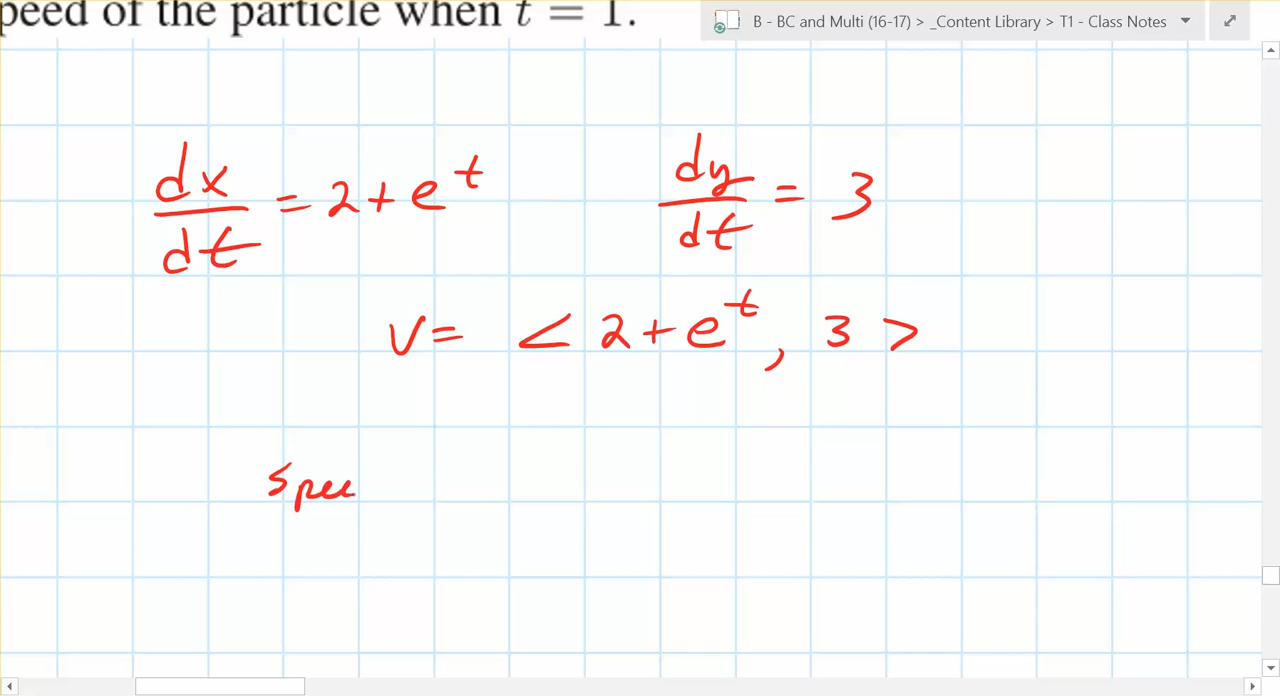 peed of the particle when t = 1.
B - BC and Multi (16-17) > _Content Library > T1 - Class Notes
dx/dt = 2 + e^t    dy/dt = 3
v = < 2 + e^t, 3 >
spee